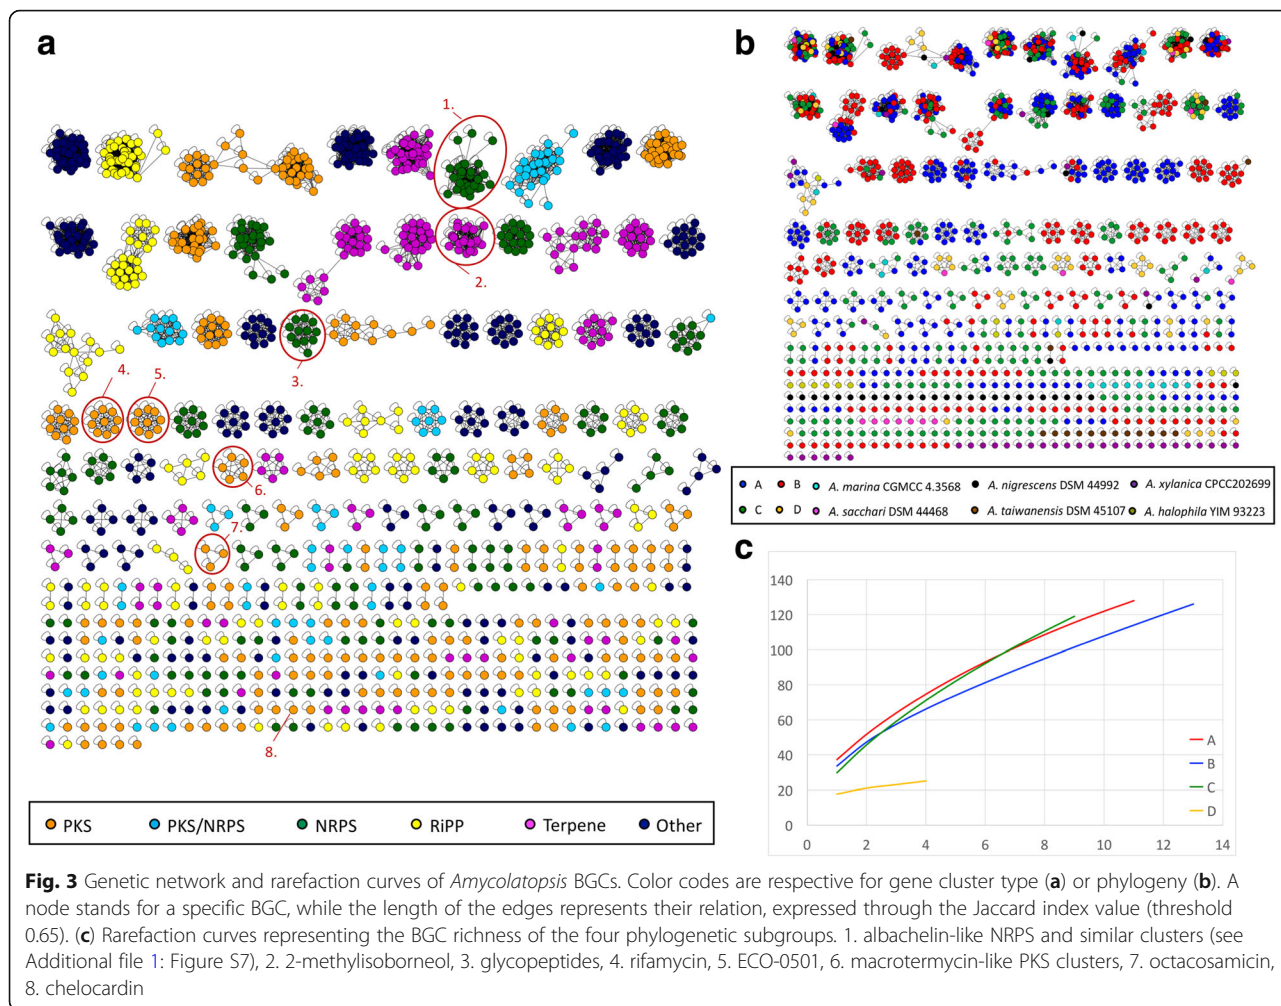 a
1.
2.
3.
4.
5.
6.
7.
8.
PKS PKS/NRPS NRPS RiPP Terpene Other
b
A B A. marina CGMCC 4.3568 A. nigrescens DSM 44992 A. xylanica CPCC202699
C D A. sacchari DSM 44468 A. taiwanensis DSM 45107 A. halophila YIM 93223
c
140
120
100
80
60
40
20
0
0 2 4 6 8 10 12 14
A
B
C
D
Fig. 3 Genetic network and rarefaction curves of Amycolatopsis BGCs. Color codes are respective for gene cluster type (a) or phylogeny (b). A
node stands for a specific BGC, while the length of the edges represents their relation, expressed through the Jaccard index value (threshold
0.65). (c) Rarefaction curves representing the BGC richness of the four phylogenetic subgroups. 1. albachelin-like NRPS and similar clusters (see
Additional file 1: Figure S7), 2. 2-methylisoborneol, 3. glycopeptides, 4. rifamycin, 5. ECO-0501, 6. macrotermycin-like PKS clusters, 7. octacosamicin,
8. chelocardin